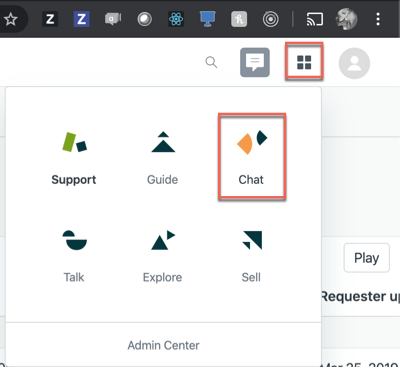 Z Z
Support Guide Chat
Play
Talk Explore Sell
Requester up
Admin Center
Mar 25, 2019